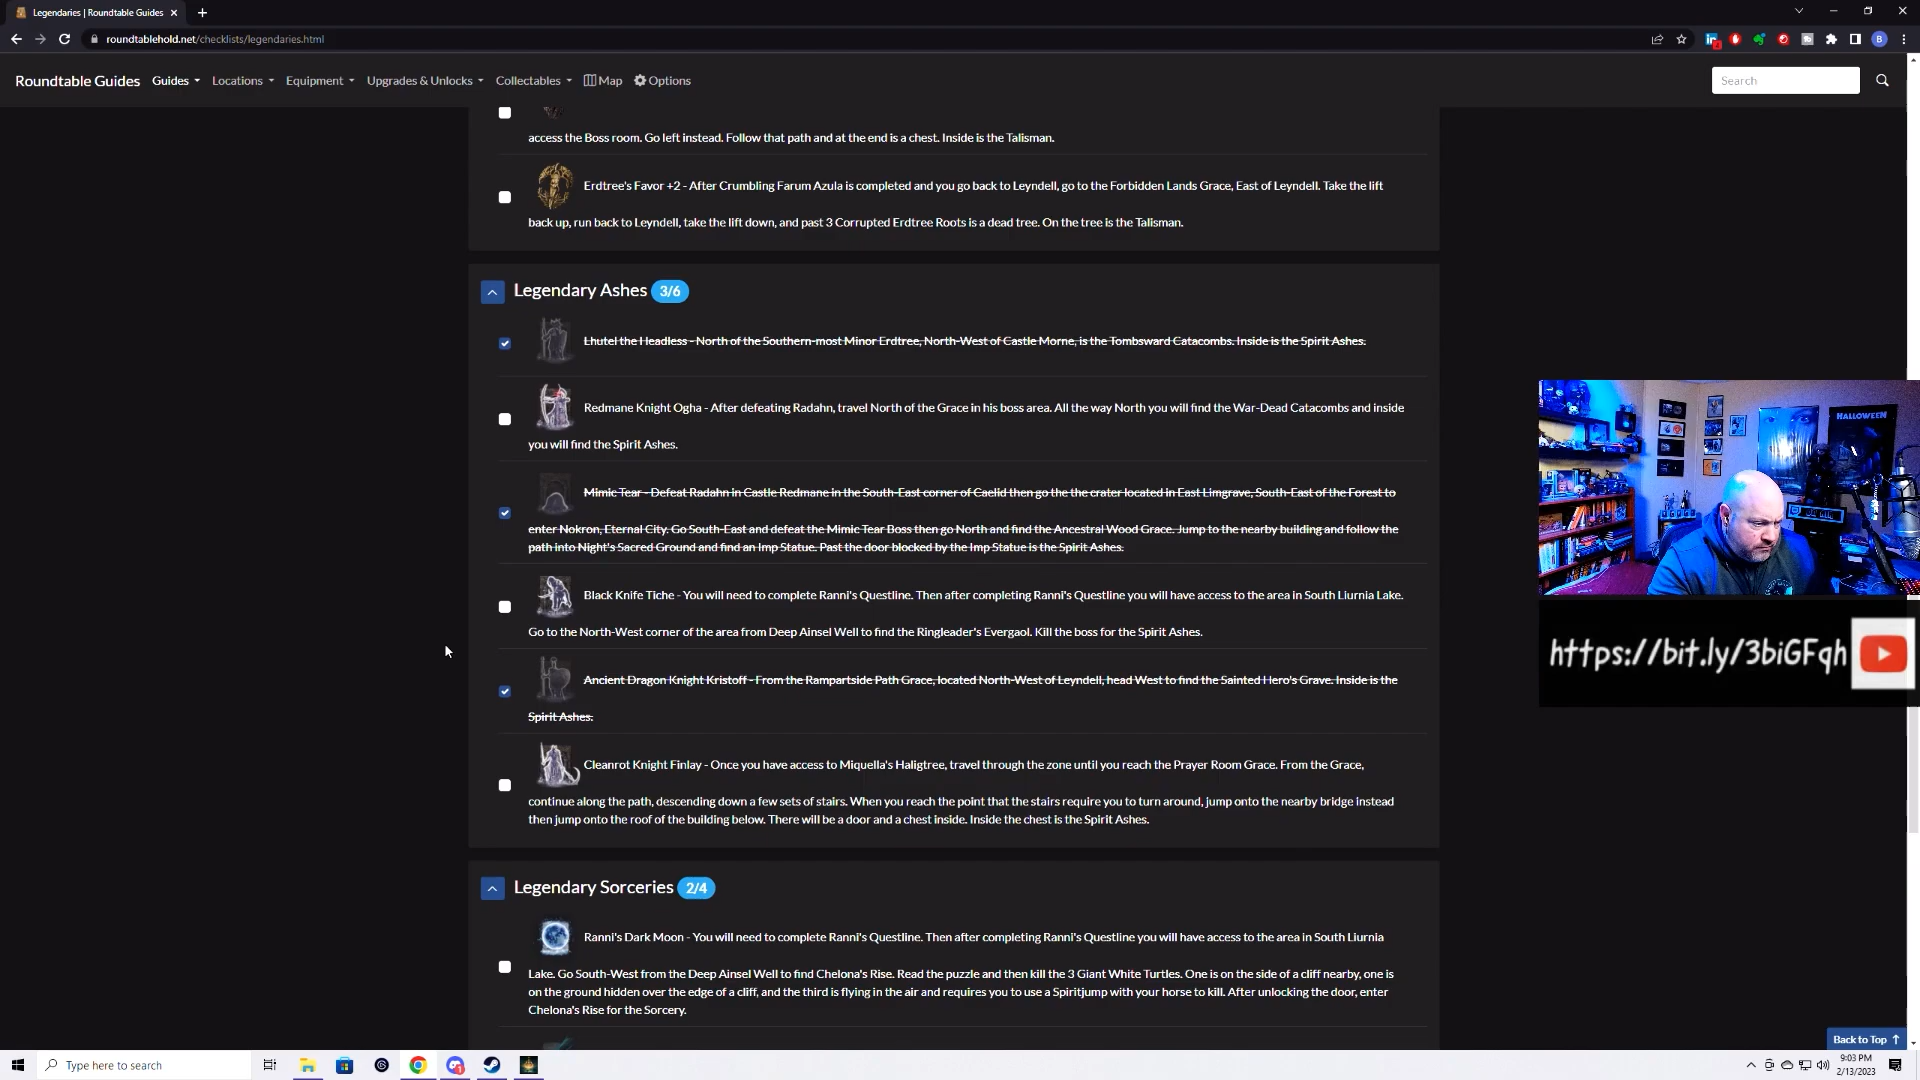 Legendaries | Roundtable Guides
roundtablehold.net/checklists/legendaries.html
Roundtable Guides Guides Locations Equipment Upgrades & Unlocks Collectables Map Options Search
access the Boss room. Go left instead. Follow that path and at the end is a chest. Inside is the Talisman.
Erdtree's Favor +2 - After Crumbling Farum Azula is completed and you go back to Leyndell, go to the Forbidden Lands Grace, East of Leyndell. Take the lift
back up, run back to Leyndell, take the lift down, and past 3 Corrupted Erdtree Roots is a dead tree. On the tree is the Talisman.
Legendary Ashes 3/6
Lhutel the Headless - North of the Southern-most Minor Erdtree, North-West of Castle Morne, is the Tombsward Catacombs. Inside is the Spirit Ashes.
Redmane Knight Ogha - After defeating Radahn, travel North of the Grace in his boss area. All the way North you will find the War-Dead Catacombs and inside
you will find the Spirit Ashes.
Mimic Tear - Defeat Radahn in Castle Redmane in the South-East corner of Caelid then go the the crater located in East Limgrave, South-East of the Forest to
enter Nokron, Eternal City. Go South-East and defeat the Mimic Tear Boss then go North and find the Ancestral Wood Grace. Jump to the nearby building and follow the
path into Night's Sacred Ground and find an Imp Statue. Past the door blocked by the Imp Statue is the Spirit Ashes.
Black Knife Tiche - You will need to complete Ranni's Questline. Then after completing Ranni's Questline you will have access to the area in South Liurnia Lake.
Go to the North-West corner of the area from Deep Ainsel Well to find the Ringleader's Evergaol. Kill the boss for the Spirit Ashes.
Ancient Dragon Knight Kristoff - From the Rampartside Path Grace, located North-West of Leyndell, head West to find the Sainted Hero's Grave. Inside is the
Spirit Ashes.
Cleanrot Knight Finlay - Once you have access to Miquella's Haligtree, travel through the zone until you reach the Prayer Room Grace. From the Grace,
continue along the path, descending down a few sets of stairs. When you reach the point that the stairs require you to turn around, jump onto the nearby bridge instead
then jump onto the roof of the building below. There will be a door and a chest inside. Inside the chest is the Spirit Ashes.
HALLOWEEN
https://bit.ly/3biGFqh
Legendary Sorceries 2/4
Ranni's Dark Moon - You will need to complete Ranni's Questline. Then after completing Ranni's Questline you will have access to the area in South Liurnia
Lake. Go South-West from the Deep Ainsel Well to find Chelona's Rise. Read the puzzle and then kill the 3 Giant White Turtles. One is on the side of a cliff nearby, one is
on the ground hidden over the edge of a cliff, and the third is flying in the air and requires you to use a Spiritjump with your horse to kill. After unlocking the door, enter
Chelona's Rise for the Sorcery.
Back to Top
Type here to search
9:03 PM
2/13/2023